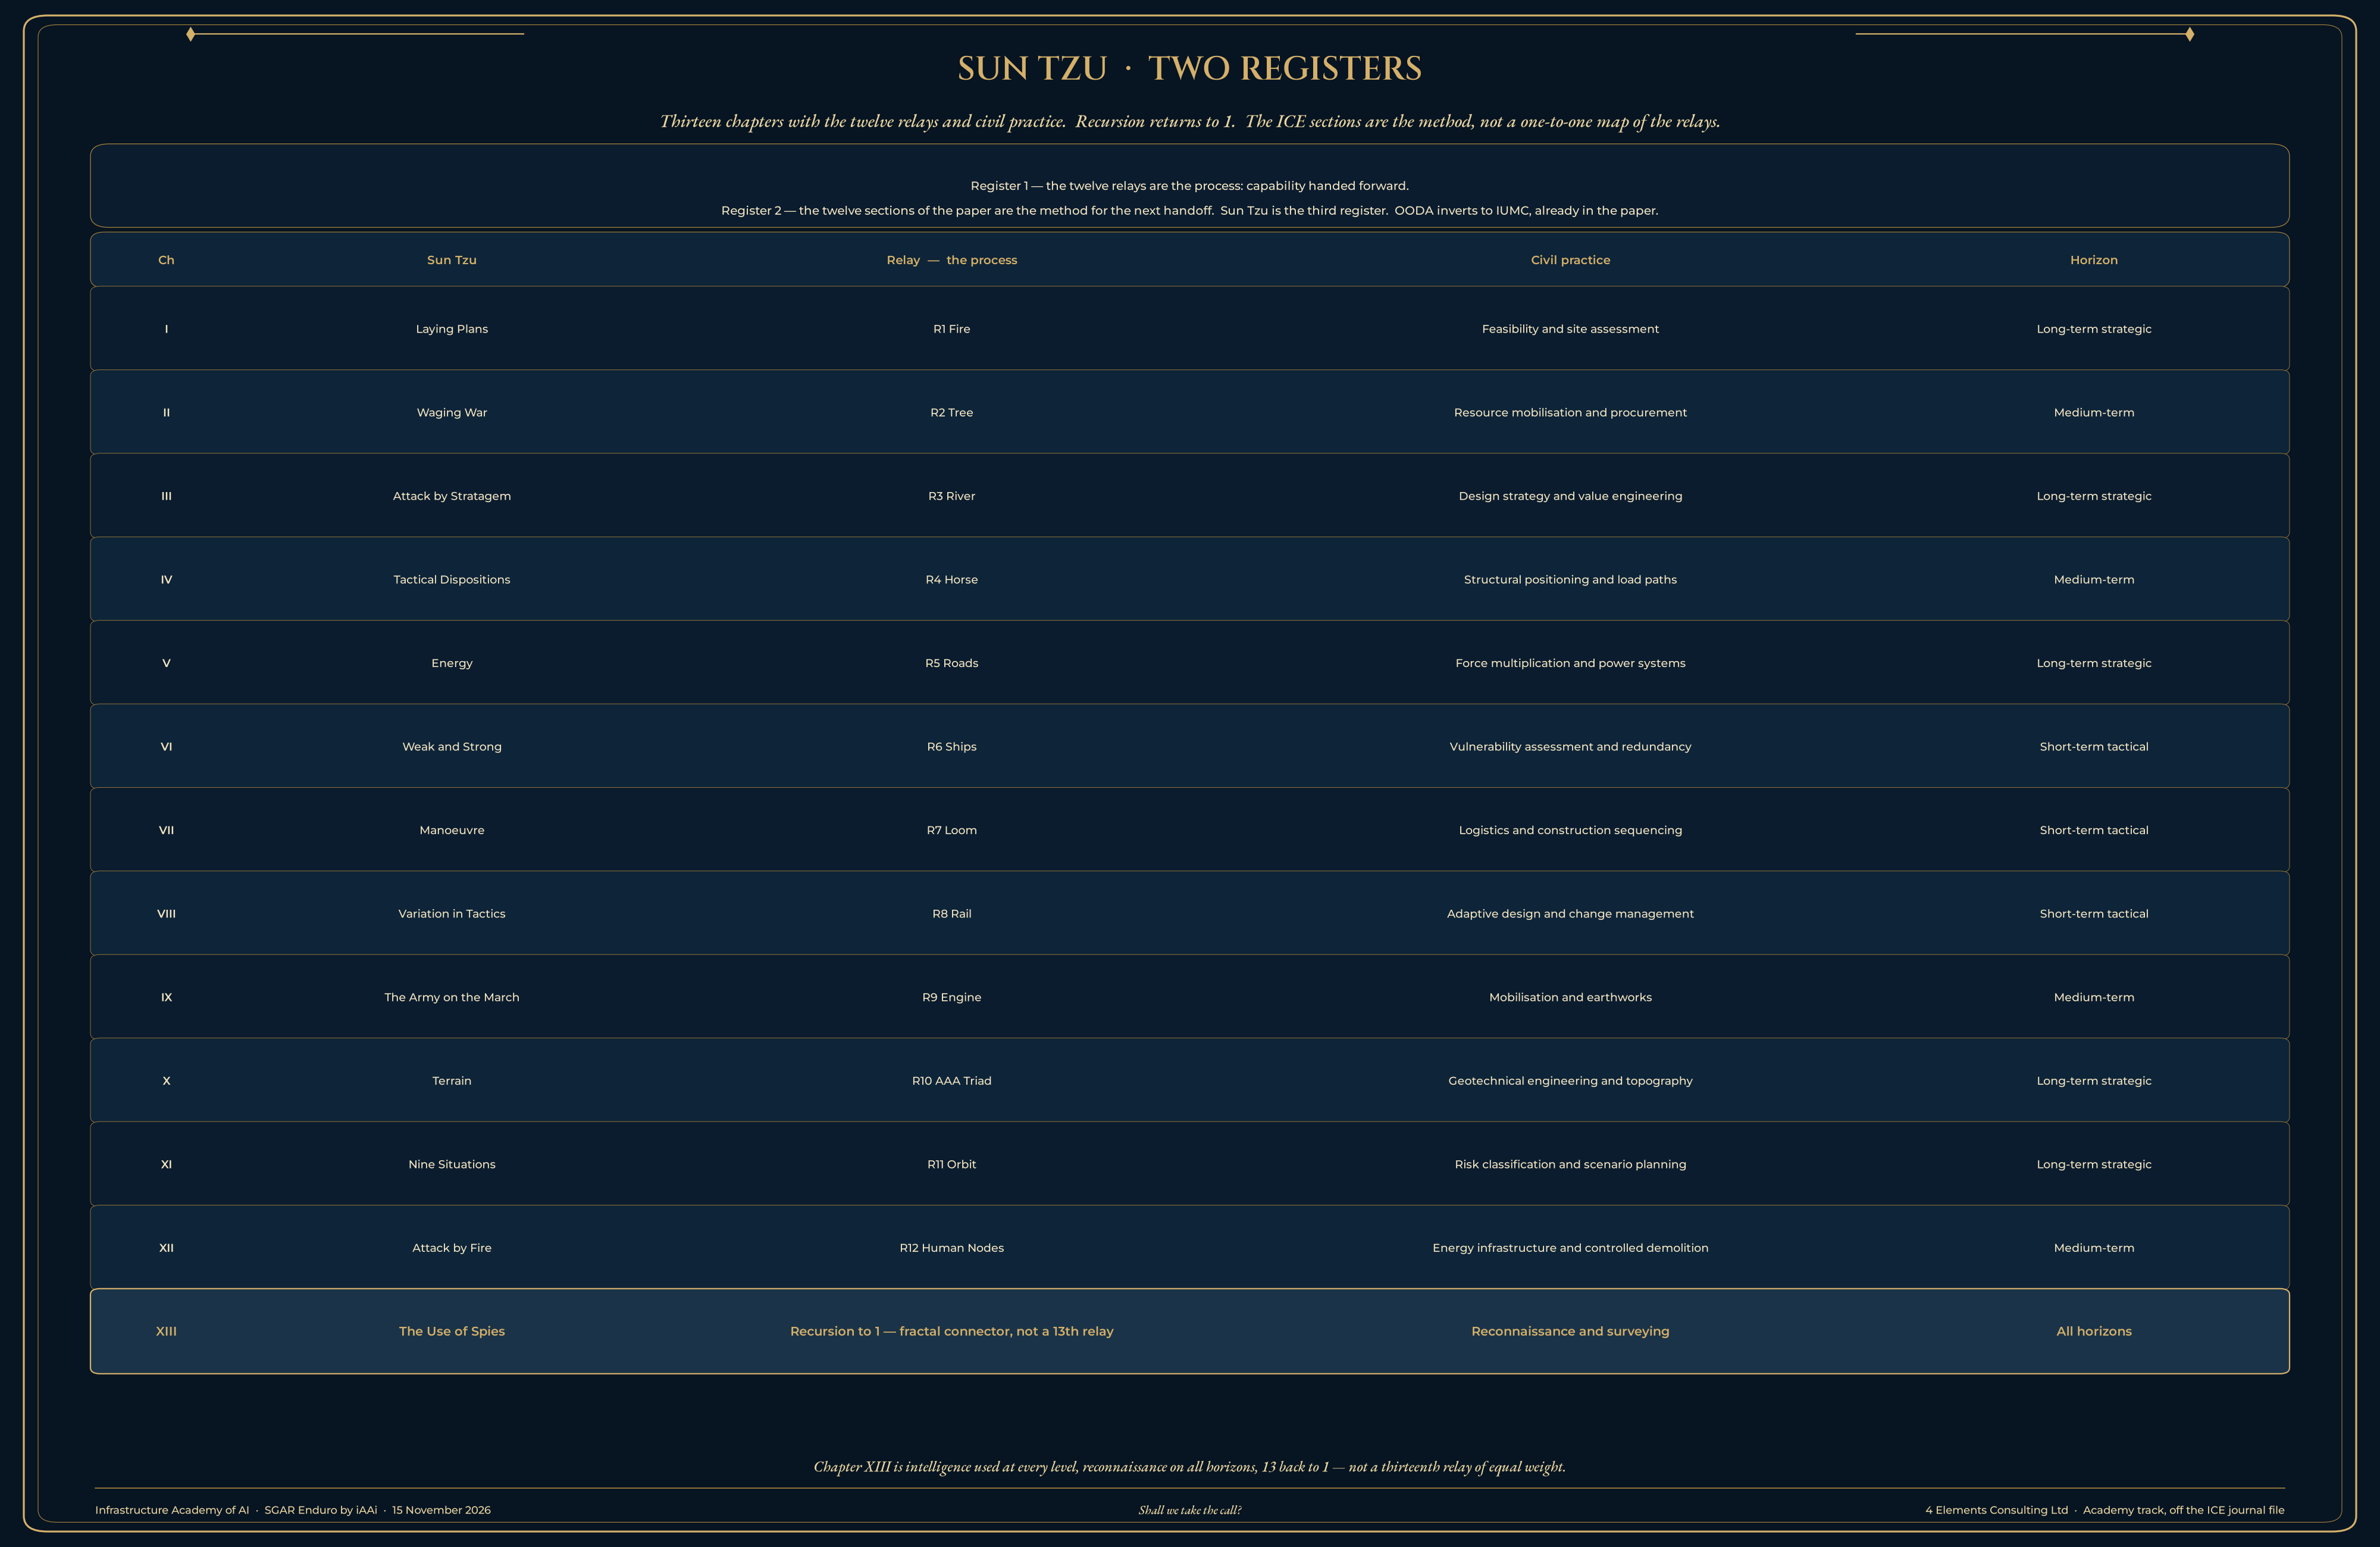 SUN TZU · TWO REGISTERS
Thirteen chapters with the twelve relays and civil practice. Recursion returns to 1. The ICE sections are the method, not a one-to-one map of the relays.
Register 1 — the twelve relays are the process: capability handed forward.
Register 2 — the twelve sections of the paper are the method for the next handoff. Sun Tzu is the third register. OODA inverts to IUMC, already in the paper.
Ch Sun Tzu Relay — the process Civil practice Horizon
I Laying Plans R1 Fire Feasibility and site assessment Long-term strategic
II Waging War R2 Tree Resource mobilisation and procurement Medium-term
III Attack by Stratagem R3 River Design strategy and value engineering Long-term strategic
IV Tactical Dispositions R4 Horse Structural positioning and load paths Medium-term
V Energy R5 Roads Force multiplication and power systems Long-term strategic
VI Weak and Strong R6 Ships Vulnerability assessment and redundancy Short-term tactical
VII Manoeuvre R7 Loom Logistics and construction sequencing Short-term tactical
VIII Variation in Tactics R8 Rail Adaptive design and change management Short-term tactical
IX The Army on the March R9 Engine Mobilisation and earthworks Medium-term
X Terrain R10 AAA Triad Geotechnical engineering and topography Long-term strategic
XI Nine Situations R11 Orbit Risk classification and scenario planning Long-term strategic
XII Attack by Fire R12 Human Nodes Energy infrastructure and controlled demolition Medium-term
XIII The Use of Spies Recursion to 1 — fractal connector, not a 13th relay Reconnaissance and surveying All horizons
Chapter XIII is intelligence used at every level, reconnaissance on all horizons, 13 back to 1 — not a thirteenth relay of equal weight.
Infrastructure Academy of AI · SGAR Enduro by iAAi · 15 November 2026 Shall we take the call? 4 Elements Consulting Ltd · Academy track, off the ICE journal file